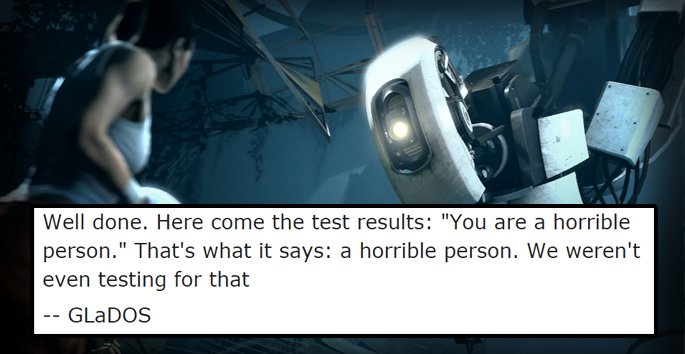 Well done. Here come the test results: "You are a horrible
person." That's what it says: a horrible person. We weren't
even testing for that
-- GLaDOS